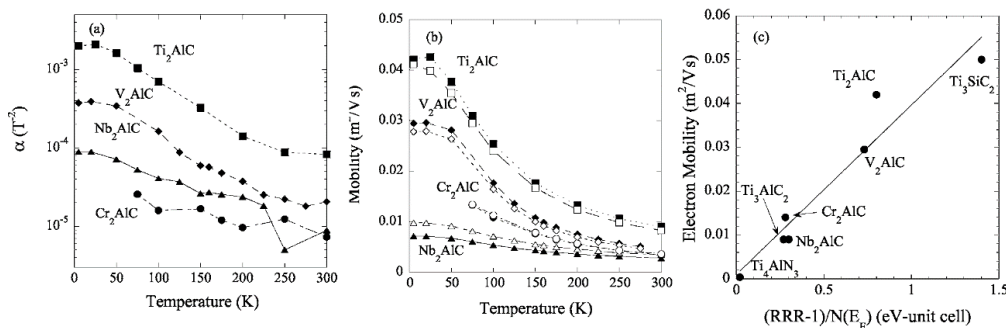 (a)
10⁻³
10⁻⁴
10⁻⁵
α (T⁻²)
Ti₂AlC
V₂AlC
Nb₂AlC
Cr₂AlC
0 50 100 150 200 250 300
Temperature (K)
(b)
0.05
0.04
0.03
0.02
0.01
0
Mobility (m²/V s)
Ti₂AlC
V₂AlC
Cr₂AlC
Nb₂AlC
0 50 100 150 200 250 300
Temperature (K)
(c)
0.06
0.05
0.04
0.03
0.02
0.01
0
Electron Mobility (m²/V s)
Ti₂AlC
Ti₃SiC₂
V₂AlC
Ti₃AlC₂
Cr₂AlC
Nb₂AlC
Ti₄AlN₃
0 0.5 1 1.5
(RRR-1)/N(E_F) (eV-unit cell)